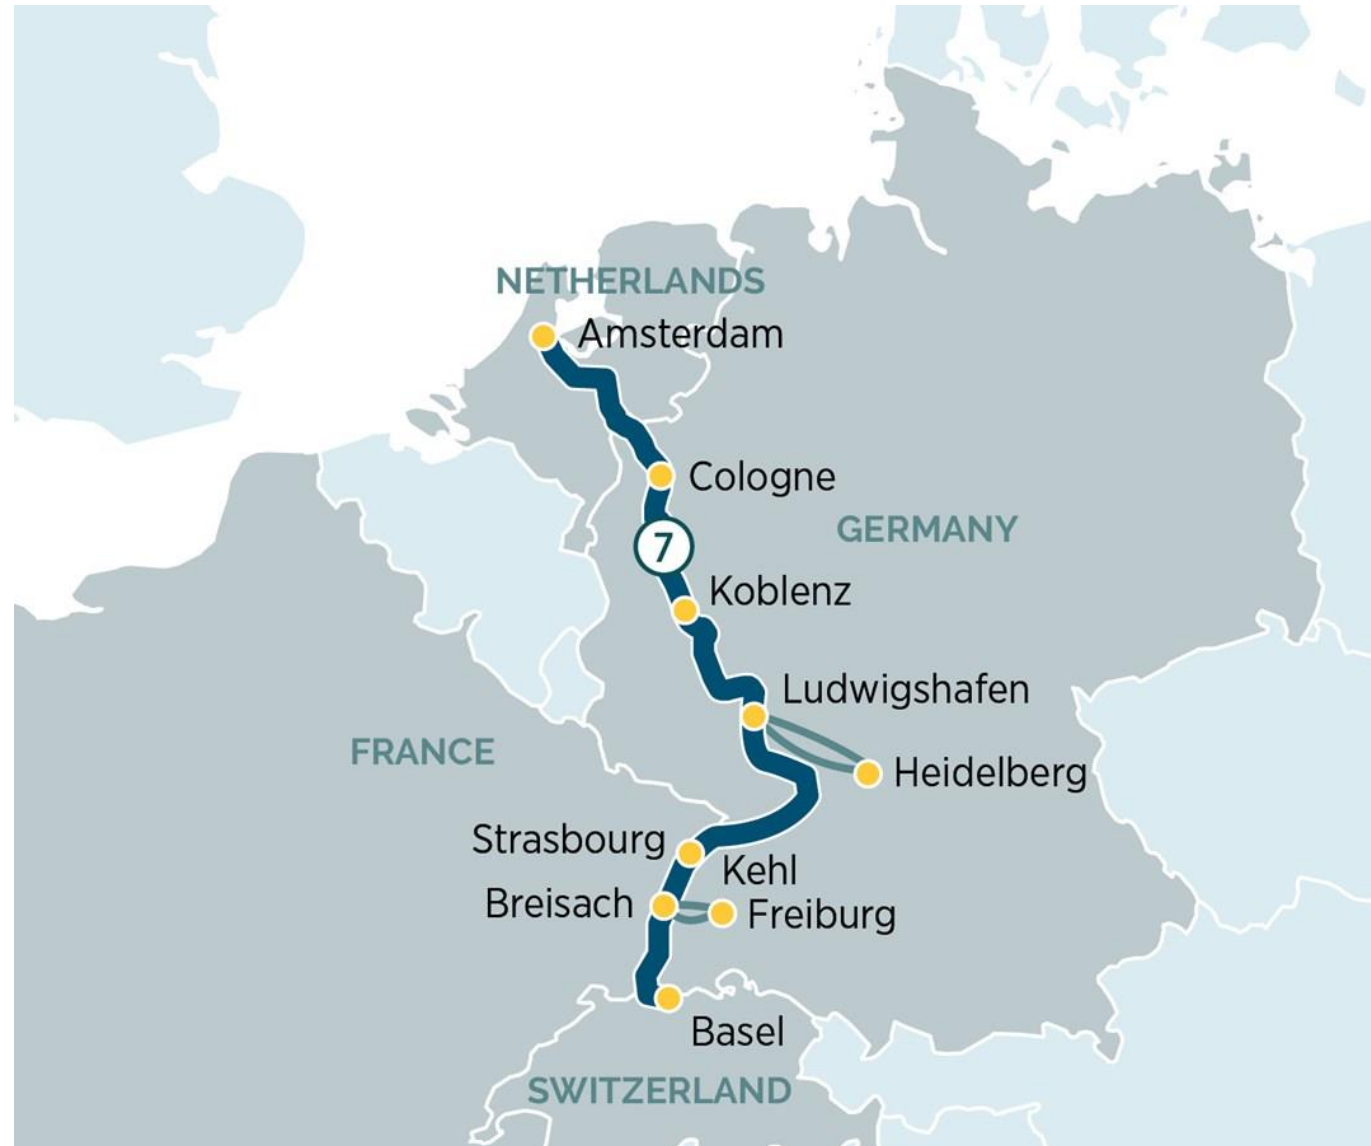 NETHERLANDS
Amsterdam
Cologne
GERMANY
7
Koblenz
Ludwigshafen
FRANCE
Heidelberg
Strasbourg
Kehl
Breisach
Freiburg
Basel
SWITZERLAND